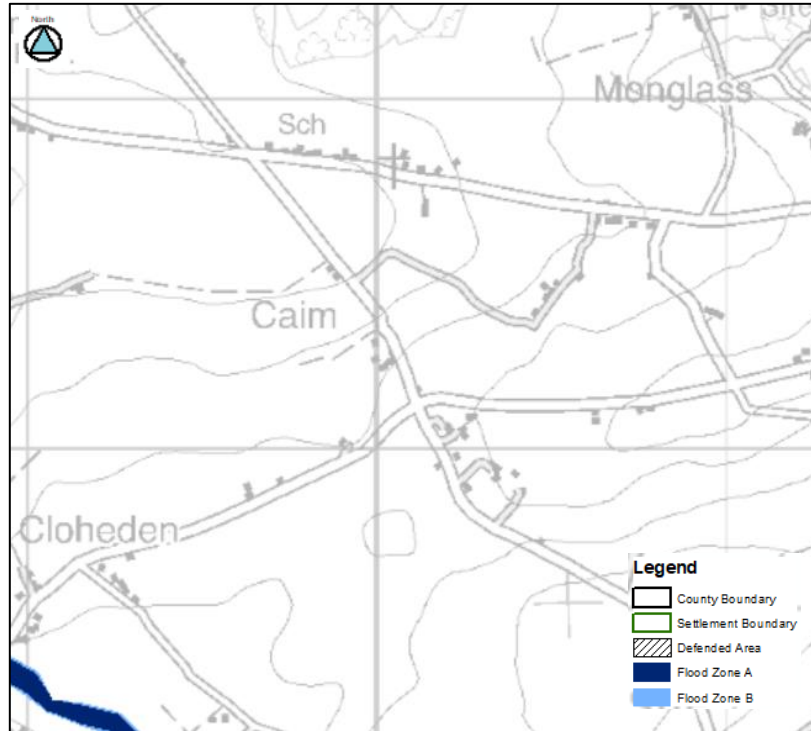 North
Monglass
Sch
Caim
Cloheden
Legend
County Boundary
Settlement Boundary
Defended Area
Flood Zone A
Flood Zone B